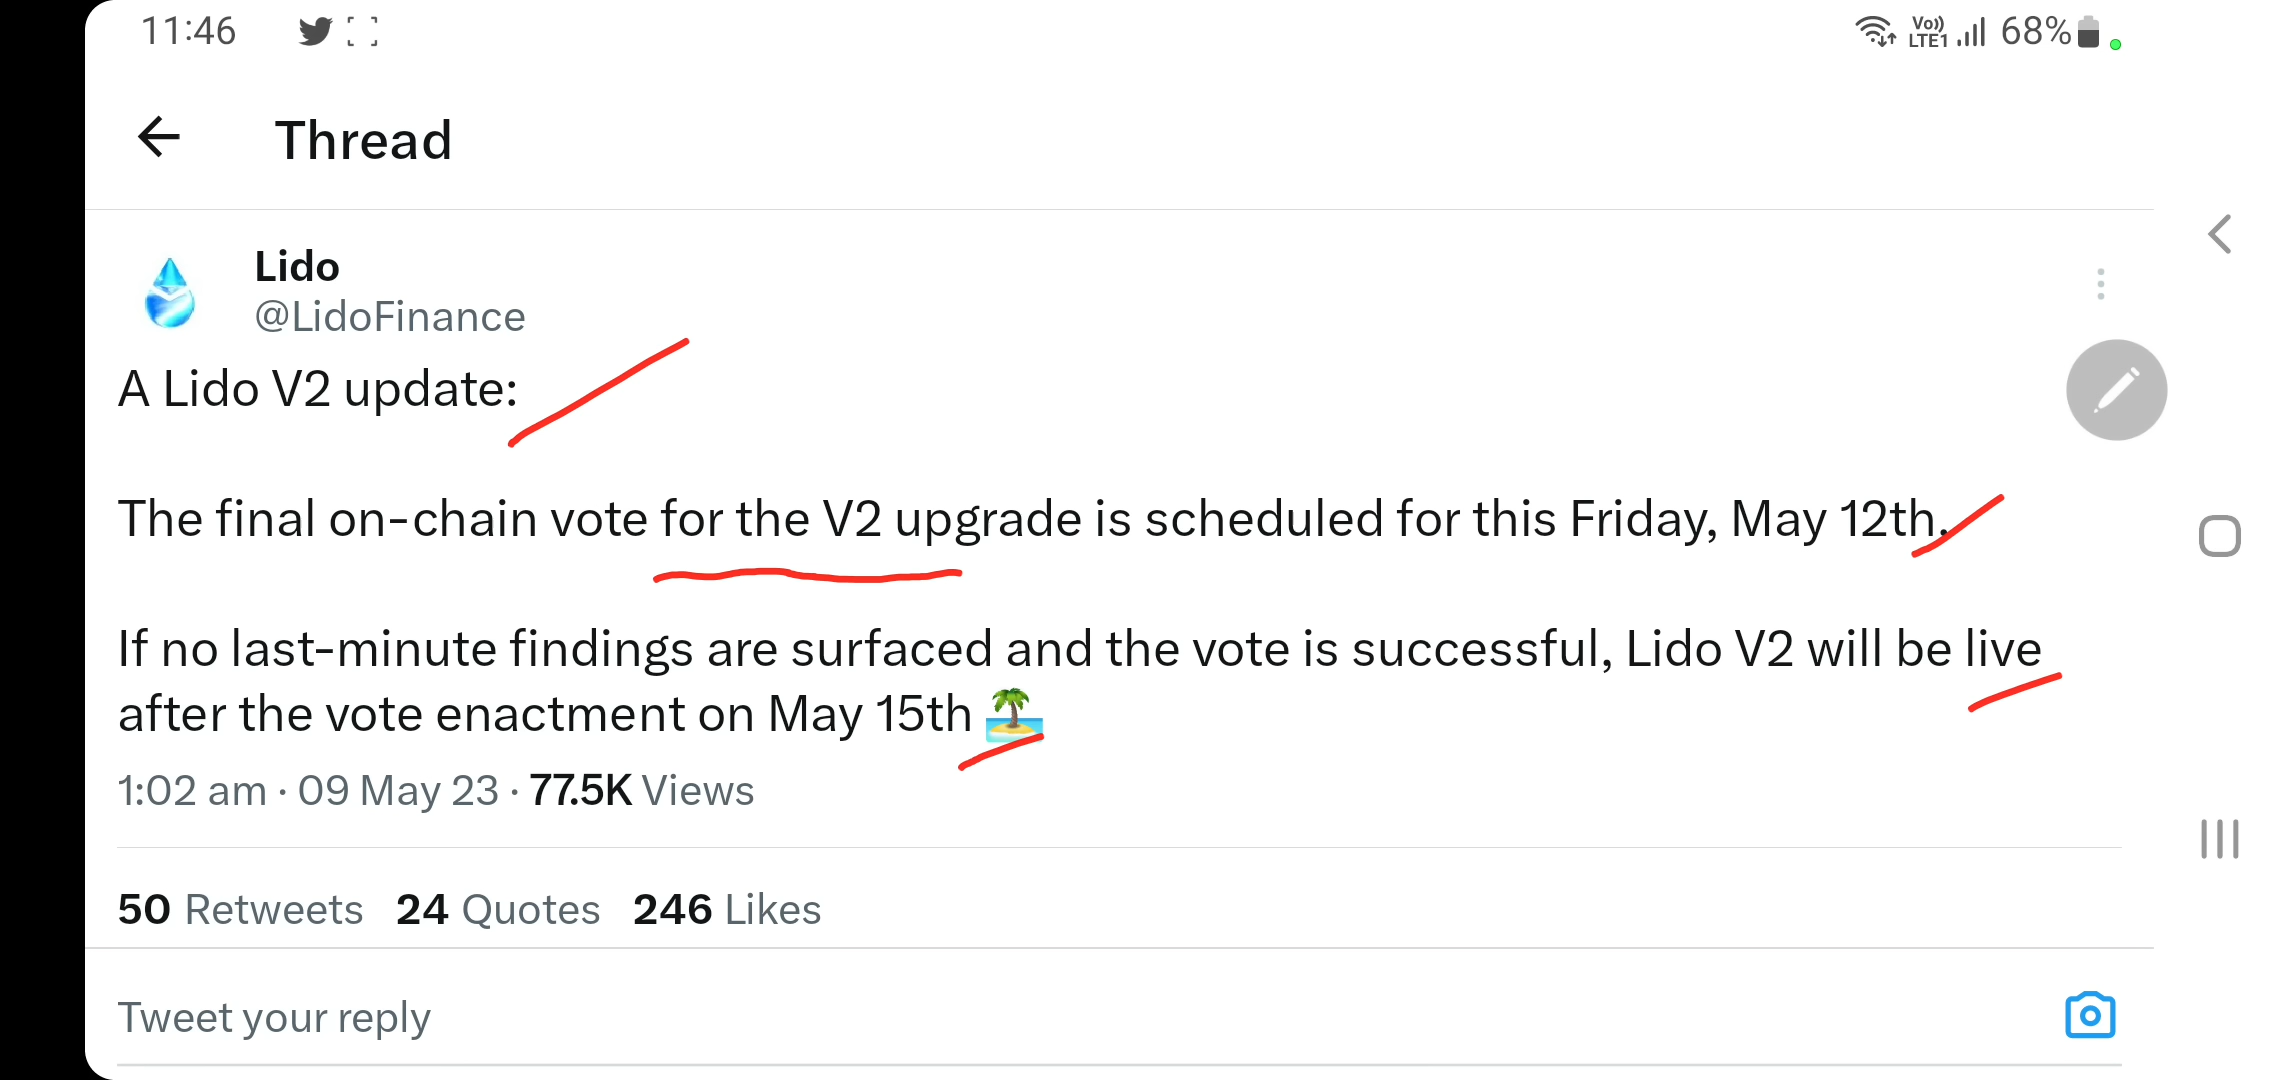 11:46
Vo)) LTE1 68%
Thread
Lido
@LidoFinance
A Lido V2 update:
The final on-chain vote for the V2 upgrade is scheduled for this Friday, May 12th.
If no last-minute findings are surfaced and the vote is successful, Lido V2 will be live
after the vote enactment on May 15th 🏝️
1:02 am · 09 May 23 · 77.5K Views
50 Retweets 24 Quotes 246 Likes
Tweet your reply